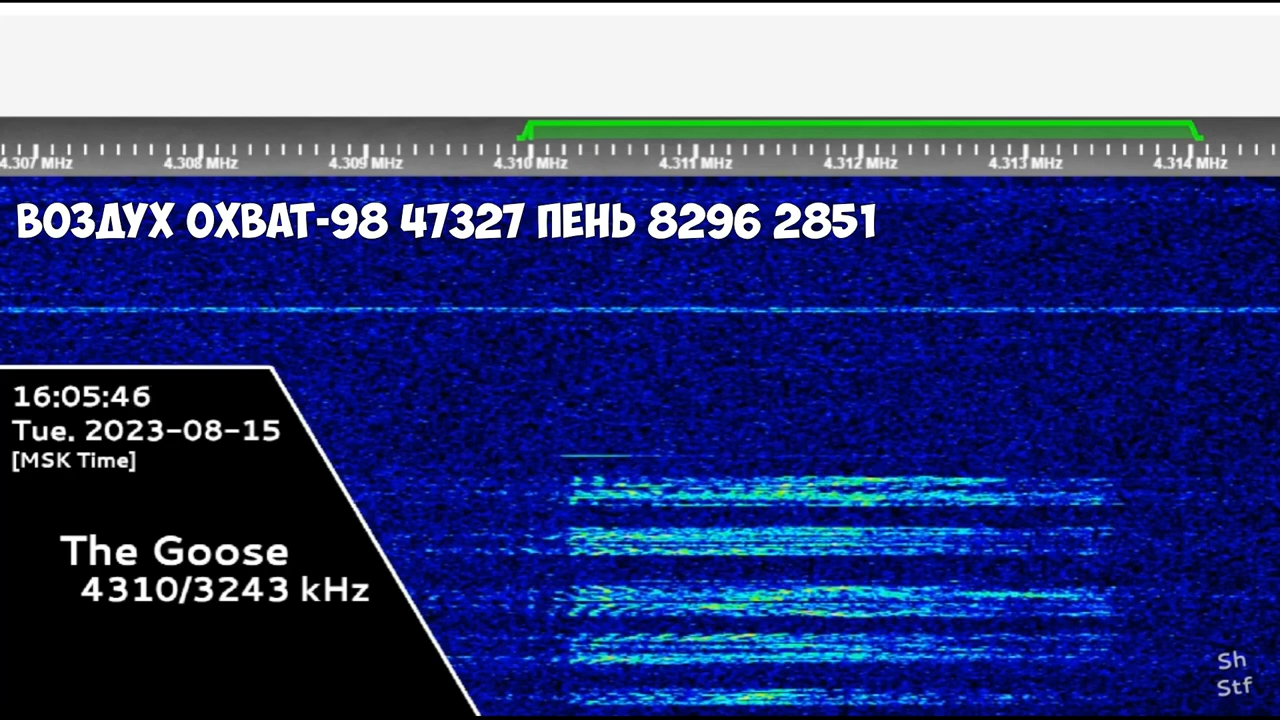 4.307 MHz 4.308 MHz 4.309 MHz 4.310 MHz 4.311 MHz 4.312 MHz 4.313 MHz 4.314 MHz
ВОЗДУХ ОХВАТ-98 47327 ПЕНЬ 8296 2851
16:05:46
Tue. 2023-08-15
[MSK Time]
The Goose
4310/3243 kHz
Sh
Stf